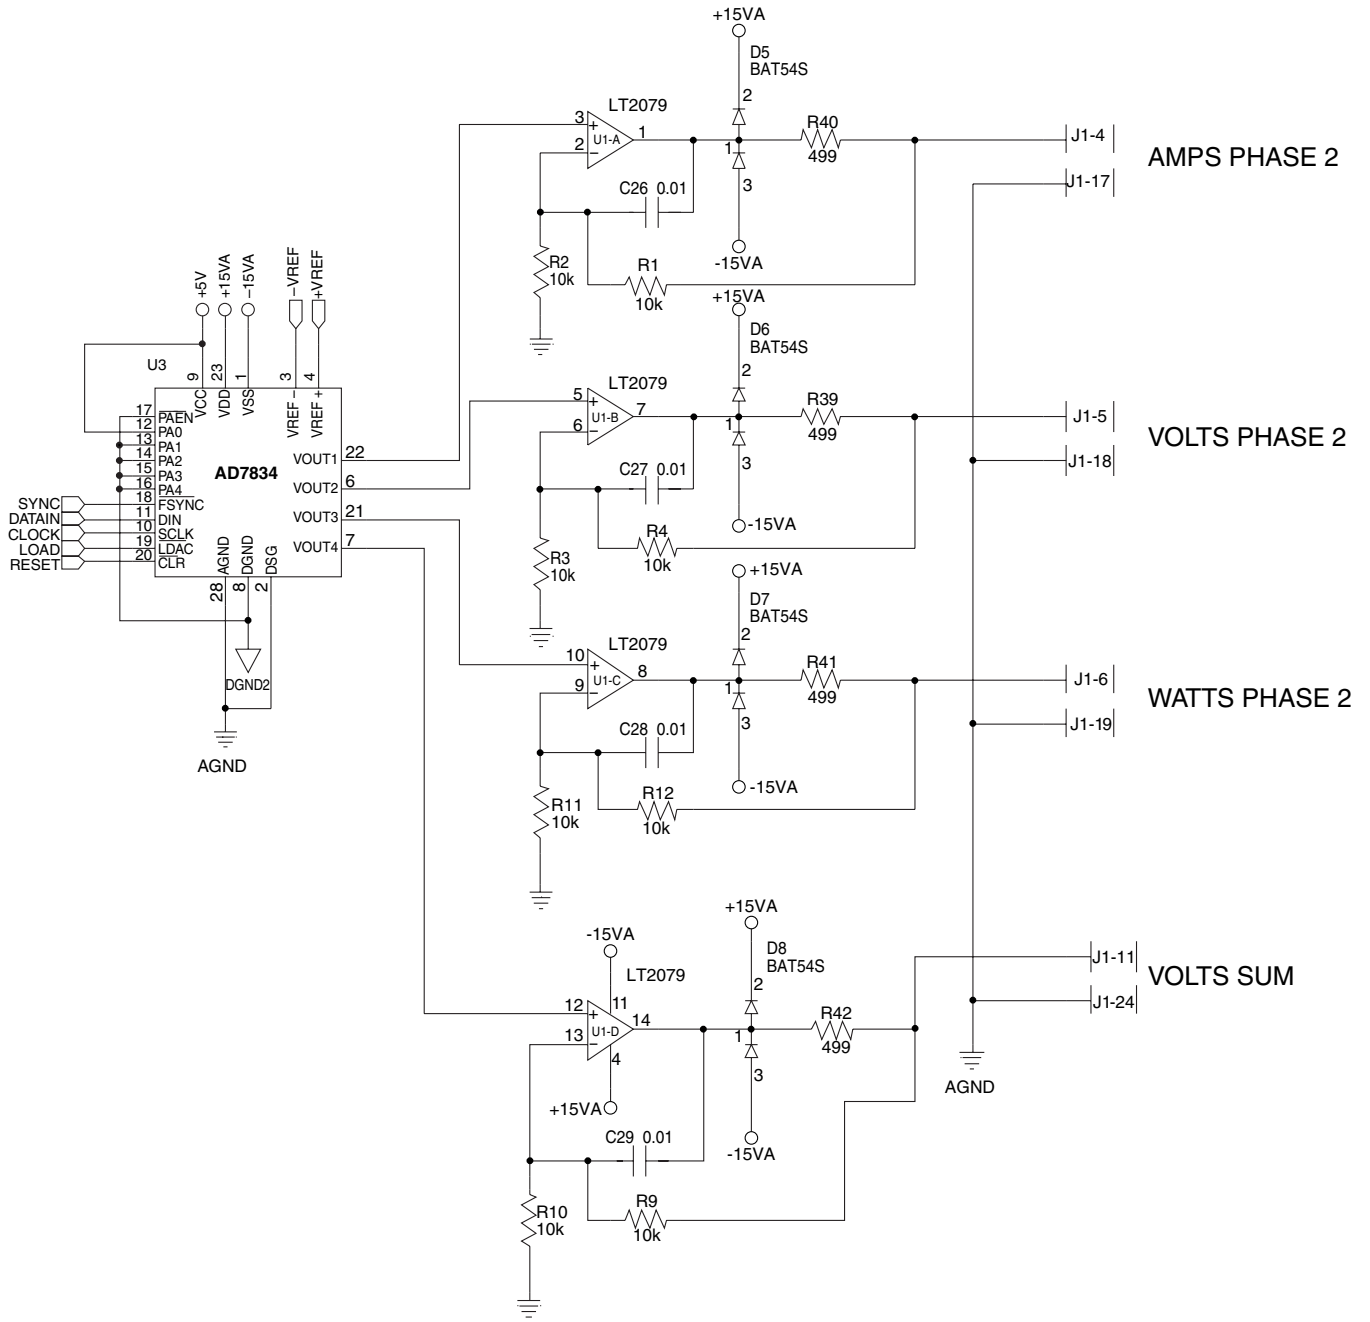 +15VA
D5
BAT54S
2
LT2079
3
+
U1-A
1
2
−
1
R40
499
J1-4
AMPS PHASE 2
3
J1-17
C26 0.01
-15VA
R2
10k
R1
10k
+5V
+15VA
−15VA
−VREF
+VREF
U3
9
23
1
3
4
VCC
VDD
VSS
VREF -
VREF +
17
PAEN
12
PA0
13
PA1
14
PA2
15
PA3
16
PA4
SYNC
18
FSYNC
DATAIN
11
DIN
CLOCK
10
SCLK
LOAD
19
LDAC
RESET
20
CLR
AD7834
VOUT1
22
VOUT2
6
VOUT3
21
VOUT4
7
AGND
DGND
DSG
28
8
2
DGND2
AGND
+15VA
D6
BAT54S
2
LT2079
5
+
U1-B
7
6
−
1
R39
499
J1-5
VOLTS PHASE 2
3
J1-18
C27 0.01
-15VA
R3
10k
R4
10k
+15VA
D7
BAT54S
2
LT2079
10
+
U1-C
8
9
−
1
R41
499
J1-6
WATTS PHASE 2
3
J1-19
C28 0.01
-15VA
R11
10k
R12
10k
+15VA
D8
BAT54S
2
-15VA
LT2079
11
12
+
U1-D
14
13
−
4
+15VA
1
R42
499
J1-11
VOLTS SUM
J1-24
3
AGND
C29 0.01
-15VA
R10
10k
R9
10k